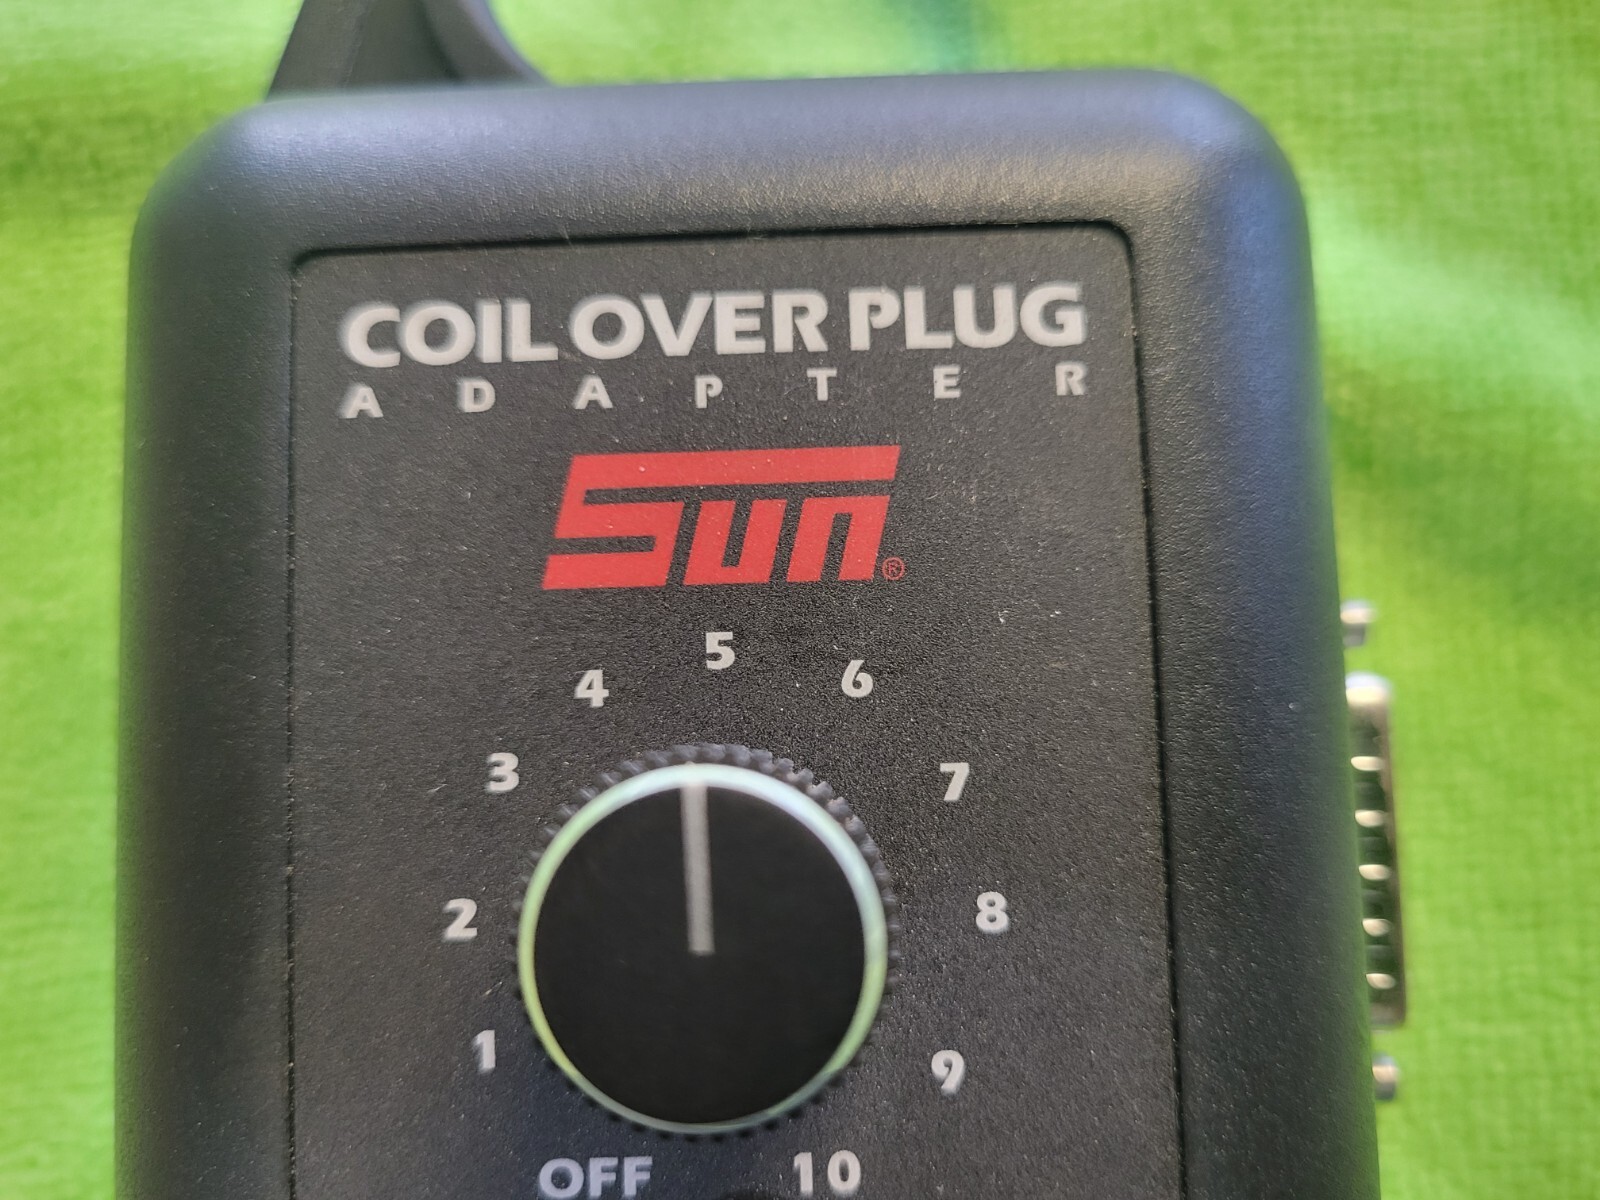 COIL OVER PLUG
ADAPTER
Sun®
5
4 6
3 7
2 8
1 9
OFF 10